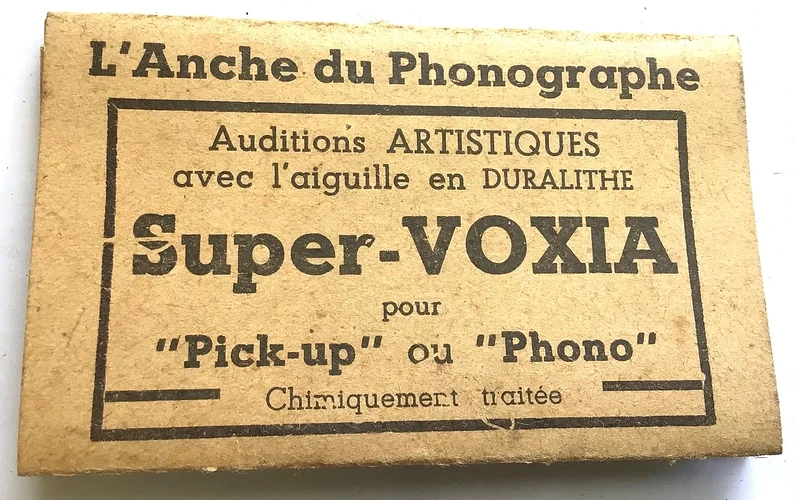 L'Anche du Phonographe
Auditions ARTISTIQUES
avec l'aiguille en DURALITHE
Super-VOXIA
pour
"Pick-up" ou "Phono"
Chimiquement traitée